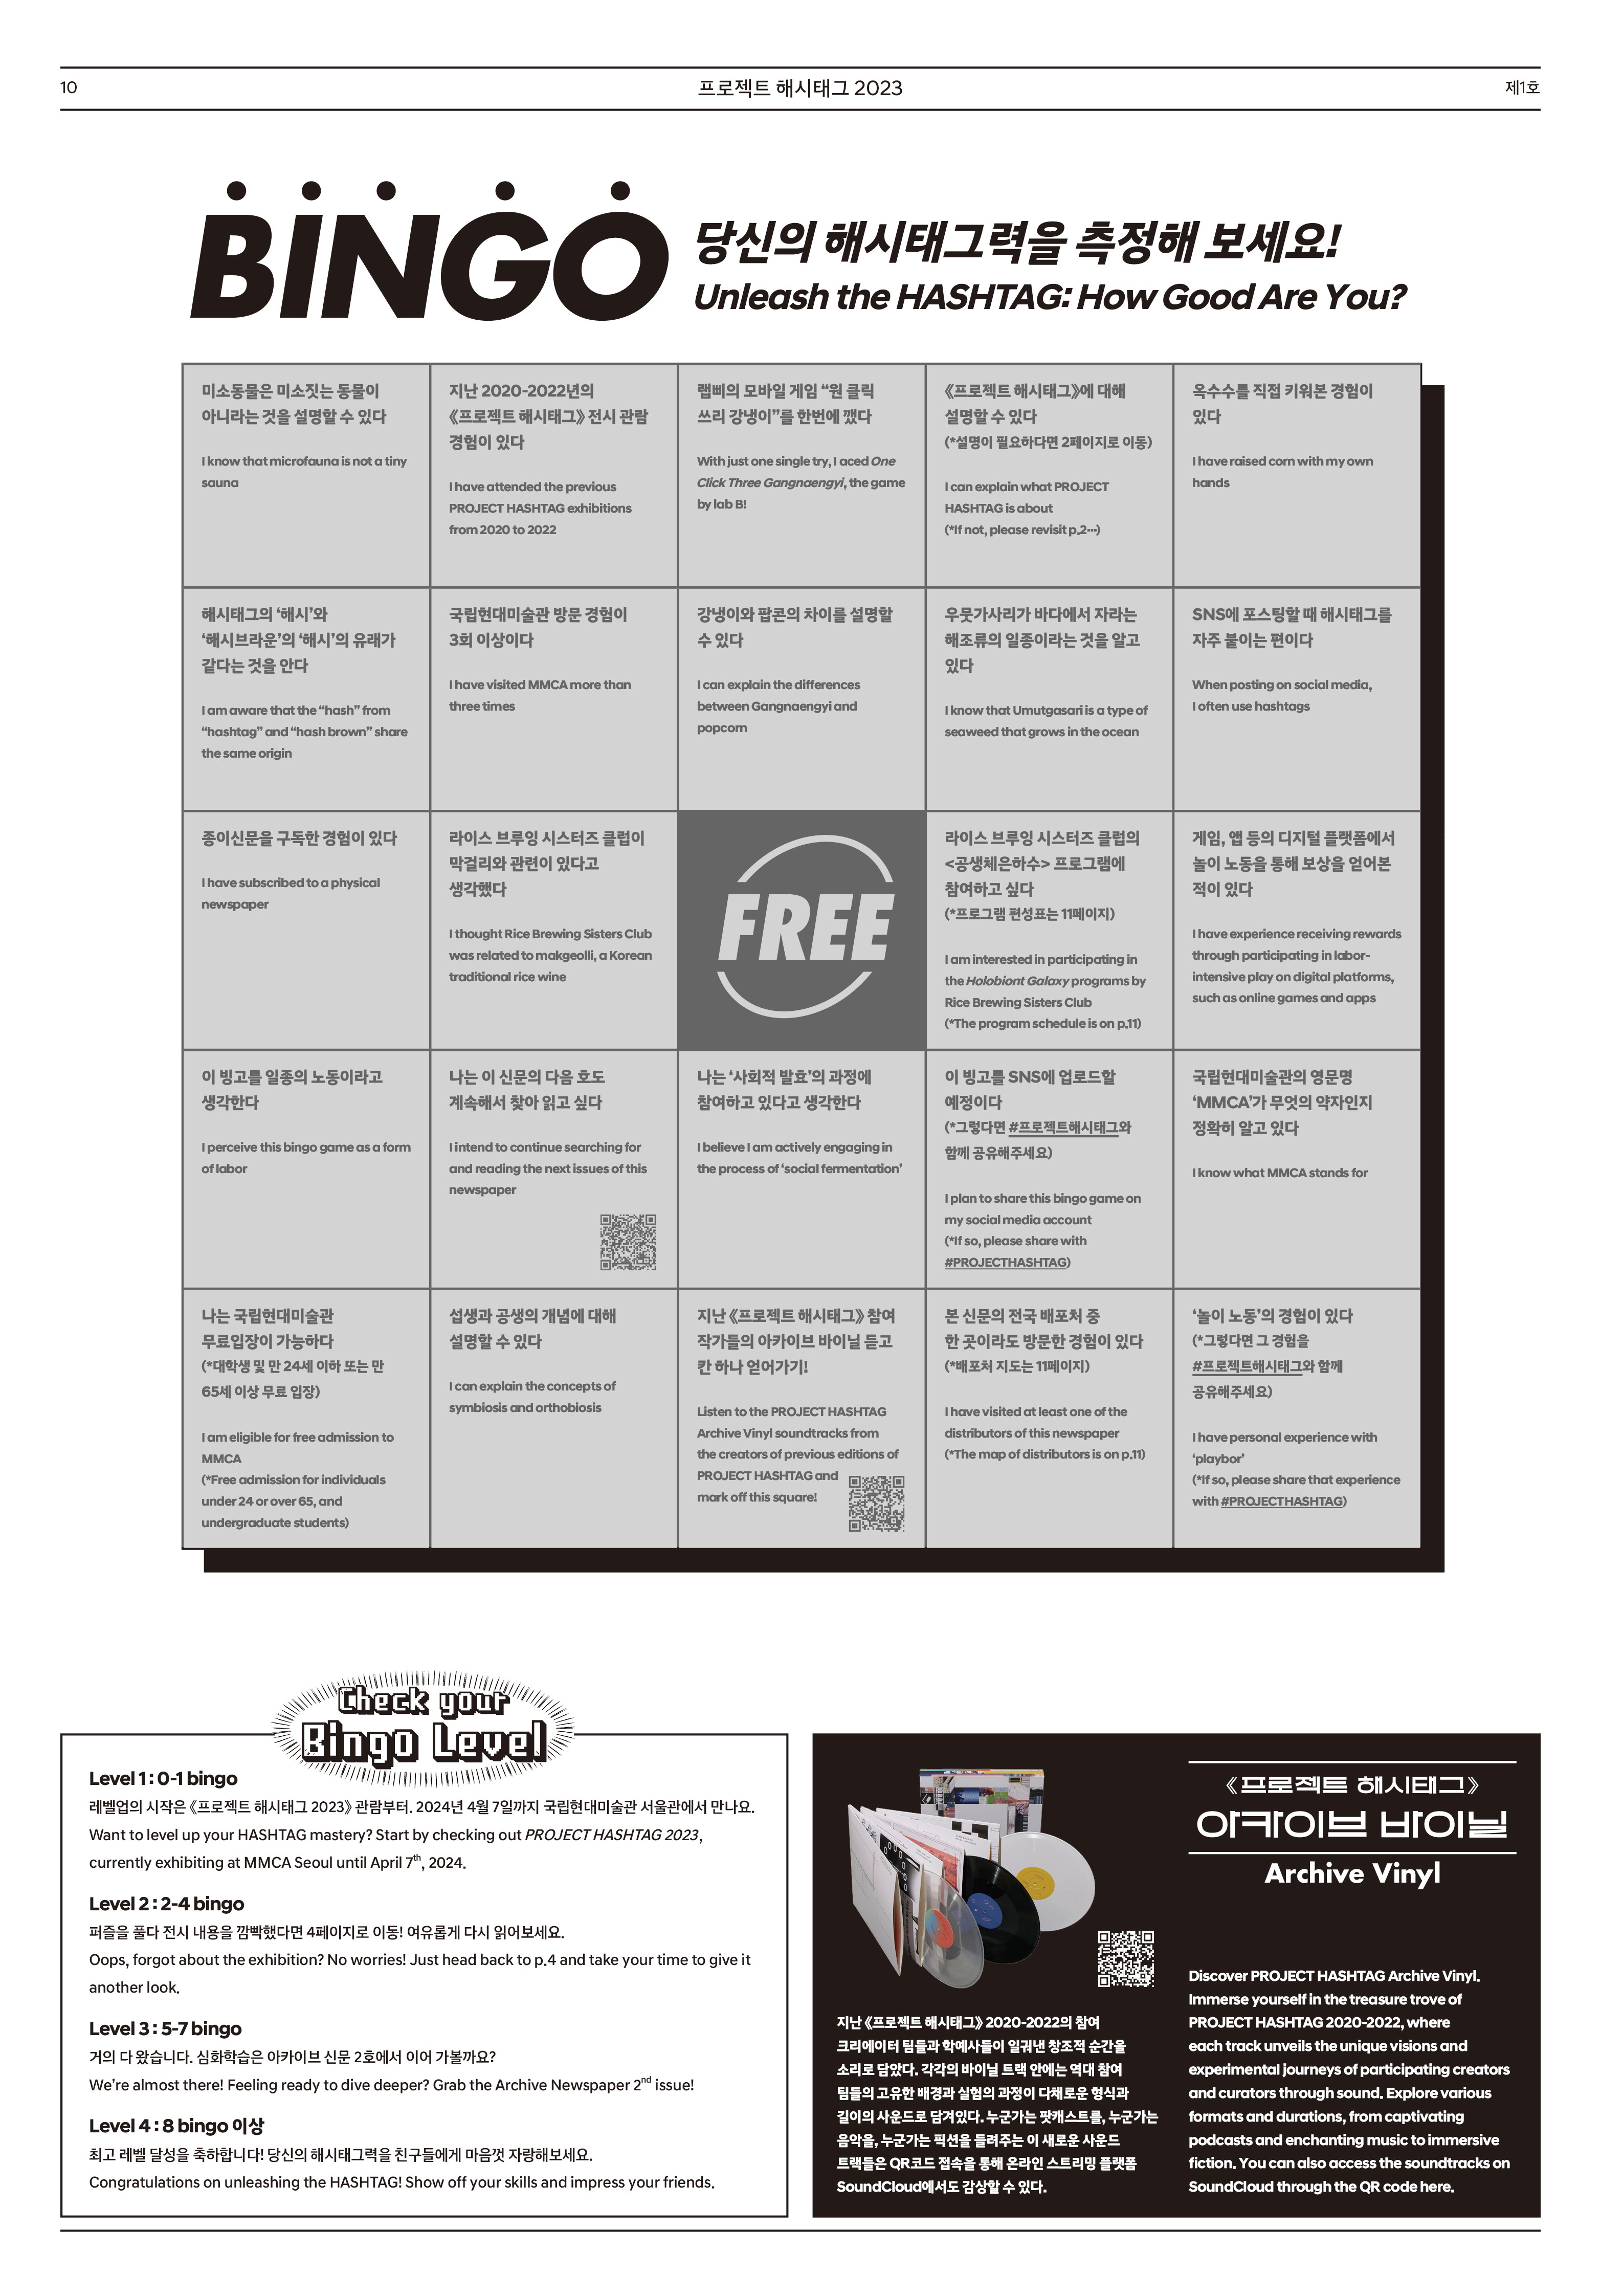 10
프로젝트 해시태그 2023
제1호
BINGO
당신의 해시태그력을 측정해 보세요!
Unleash the HASHTAG: How Good Are You?
미소동물은 미소짓는 동물이
아니라는 것을 설명할 수 있다
I know that microfauna is not a tiny
sauna
지난 2020-2022년의
《프로젝트 해시태그》 전시 관람
경험이 있다
I have attended the previous
PROJECT HASHTAG exhibitions
from 2020 to 2022
랩삐의 모바일 게임 “원 클릭
쓰리 강냉이”를 한번에 깼다
With just one single try, I aced One
Click Three Gangnaengyi, the game
by lab B!
《프로젝트 해시태그》에 대해
설명할 수 있다
(*설명이 필요하다면 2페이지로 이동)
I can explain what PROJECT
HASHTAG is about
(*If not, please revisit p.2…)
옥수수를 직접 키워본 경험이
있다
I have raised corn with my own
hands
해시태그의 ‘해시’와
‘해시브라운’의 ‘해시’의 유래가
같다는 것을 안다
I am aware that the “hash” from
“hashtag” and “hash brown” share
the same origin
국립현대미술관 방문 경험이
3회 이상이다
I have visited MMCA more than
three times
강냉이와 팝콘의 차이를 설명할
수 있다
I can explain the differences
between Gangnaengyi and
popcorn
우뭇가사리가 바다에서 자라는
해조류의 일종이라는 것을 알고
있다
I know that Umutgasari is a type of
seaweed that grows in the ocean
SNS에 포스팅할 때 해시태그를
자주 붙이는 편이다
When posting on social media,
I often use hashtags
종이신문을 구독한 경험이 있다
I have subscribed to a physical
newspaper
라이스 브루잉 시스터즈 클럽이
막걸리와 관련이 있다고
생각했다
I thought Rice Brewing Sisters Club
was related to makgeolli, a Korean
traditional rice wine
FREE
라이스 브루잉 시스터즈 클럽의
<공생체은하수> 프로그램에
참여하고 싶다
(*프로그램 편성표는 11페이지)
I am interested in participating in
the Holobiont Galaxy programs by
Rice Brewing Sisters Club
(*The program schedule is on p.11)
게임, 앱 등의 디지털 플랫폼에서
놀이 노동을 통해 보상을 얻어본
적이 있다
I have experience receiving rewards
through participating in labor-
intensive play on digital platforms,
such as online games and apps
이 빙고를 일종의 노동이라고
생각한다
I perceive this bingo game as a form
of labor
나는 이 신문의 다음 호도
계속해서 찾아 읽고 싶다
I intend to continue searching for
and reading the next issues of this
newspaper
나는 ‘사회적 발효’의 과정에
참여하고 있다고 생각한다
I believe I am actively engaging in
the process of ‘social fermentation’
이 빙고를 SNS에 업로드할
예정이다
(*그렇다면 #프로젝트해시태그와
함께 공유해주세요)
I plan to share this bingo game on
my social media account
(*If so, please share with
#PROJECTHASHTAG)
국립현대미술관의 영문명
‘MMCA’가 무엇의 약자인지
정확히 알고 있다
I know what MMCA stands for
나는 국립현대미술관
무료입장이 가능하다
(*대학생 및 만 24세 이하 또는 만
65세 이상 무료 입장)
I am eligible for free admission to
MMCA
(*Free admission for individuals
under 24 or over 65, and
undergraduate students)
섭생과 공생의 개념에 대해
설명할 수 있다
I can explain the concepts of
symbiosis and orthobiosis
지난 《프로젝트 해시태그》 참여
작가들의 아카이브 바이닐 듣고
칸 하나 얻어가기!
Listen to the PROJECT HASHTAG
Archive Vinyl soundtracks from
the creators of previous editions of
PROJECT HASHTAG and
mark off this square!
본 신문의 전국 배포처 중
한 곳이라도 방문한 경험이 있다
(*배포처 지도는 11페이지)
I have visited at least one of the
distributors of this newspaper
(*The map of distributors is on p.11)
‘놀이 노동’의 경험이 있다
(*그렇다면 그 경험을
#프로젝트해시태그와 함께
공유해주세요)
I have personal experience with
‘playbor’
(*If so, please share that experience
with #PROJECTHASHTAG)
Check your
Bingo Level
Level 1 : 0-1 bingo
레벨업의 시작은 《프로젝트 해시태그 2023》 관람부터. 2024년 4월 7일까지 국립현대미술관 서울관에서 만나요.
Want to level up your HASHTAG mastery? Start by checking out PROJECT HASHTAG 2023,
currently exhibiting at MMCA Seoul until April 7th, 2024.
Level 2 : 2-4 bingo
퍼즐을 풀다 전시 내용을 깜빡했다면 4페이지로 이동! 여유롭게 다시 읽어보세요.
Oops, forgot about the exhibition? No worries! Just head back to p.4 and take your time to give it
another look.
Level 3 : 5-7 bingo
거의 다 왔습니다. 심화학습은 아카이브 신문 2호에서 이어 가볼까요?
We’re almost there! Feeling ready to dive deeper? Grab the Archive Newspaper 2nd issue!
Level 4 : 8 bingo 이상
최고 레벨 달성을 축하합니다! 당신의 해시태그력을 친구들에게 마음껏 자랑해보세요.
Congratulations on unleashing the HASHTAG! Show off your skills and impress your friends.
《프로젝트 해시태그》
아카이브 바이닐
Archive Vinyl
지난 《프로젝트 해시태그》 2020-2022의 참여
크리에이터 팀들과 학예사들이 일궈낸 창조적 순간을
소리로 담았다. 각각의 바이닐 트랙 안에는 역대 참여
팀들의 고유한 배경과 실험의 과정이 다채로운 형식과
길이의 사운드로 담겨있다. 누군가는 팟캐스트를, 누군가는
음악을, 누군가는 픽션을 들려주는 이 새로운 사운드
트랙들은 QR코드 접속을 통해 온라인 스트리밍 플랫폼
SoundCloud에서도 감상할 수 있다.
Discover PROJECT HASHTAG Archive Vinyl.
Immerse yourself in the treasure trove of
PROJECT HASHTAG 2020-2022, where
each track unveils the unique visions and
experimental journeys of participating creators
and curators through sound. Explore various
formats and durations, from captivating
podcasts and enchanting music to immersive
fiction. You can also access the soundtracks on
SoundCloud through the QR code here.